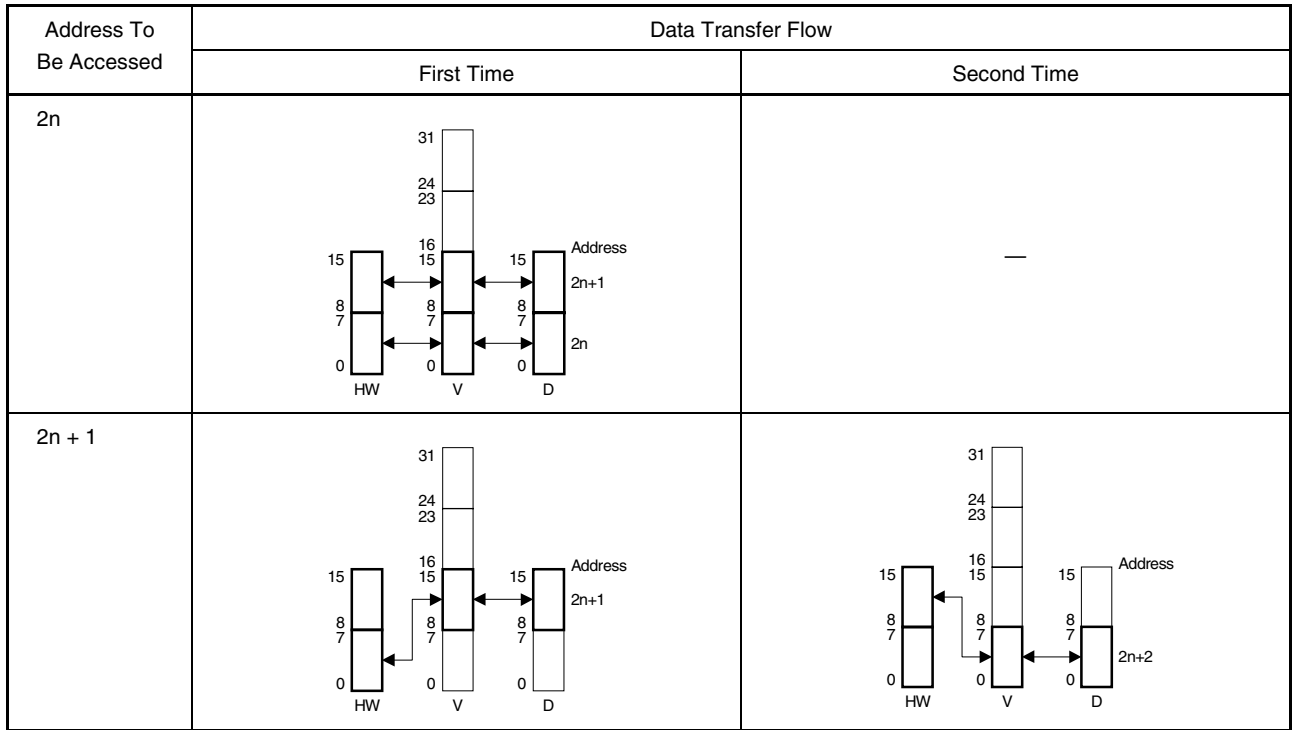 Address To
Be Accessed
Data Transfer Flow
First Time
Second Time
2n
31
24
23
16
15 15 15 Address
2n+1
8 8 8
7 7 7
2n
0 0 0
HW V D
—
2n + 1
31
24
23
16
15 15 15 Address
2n+1
8 8 8
7 7 7
0 0 0
HW V D
31
24
23
16
15 15 15 Address
8 8 8
7 7 7
2n+2
0 0 0
HW V D